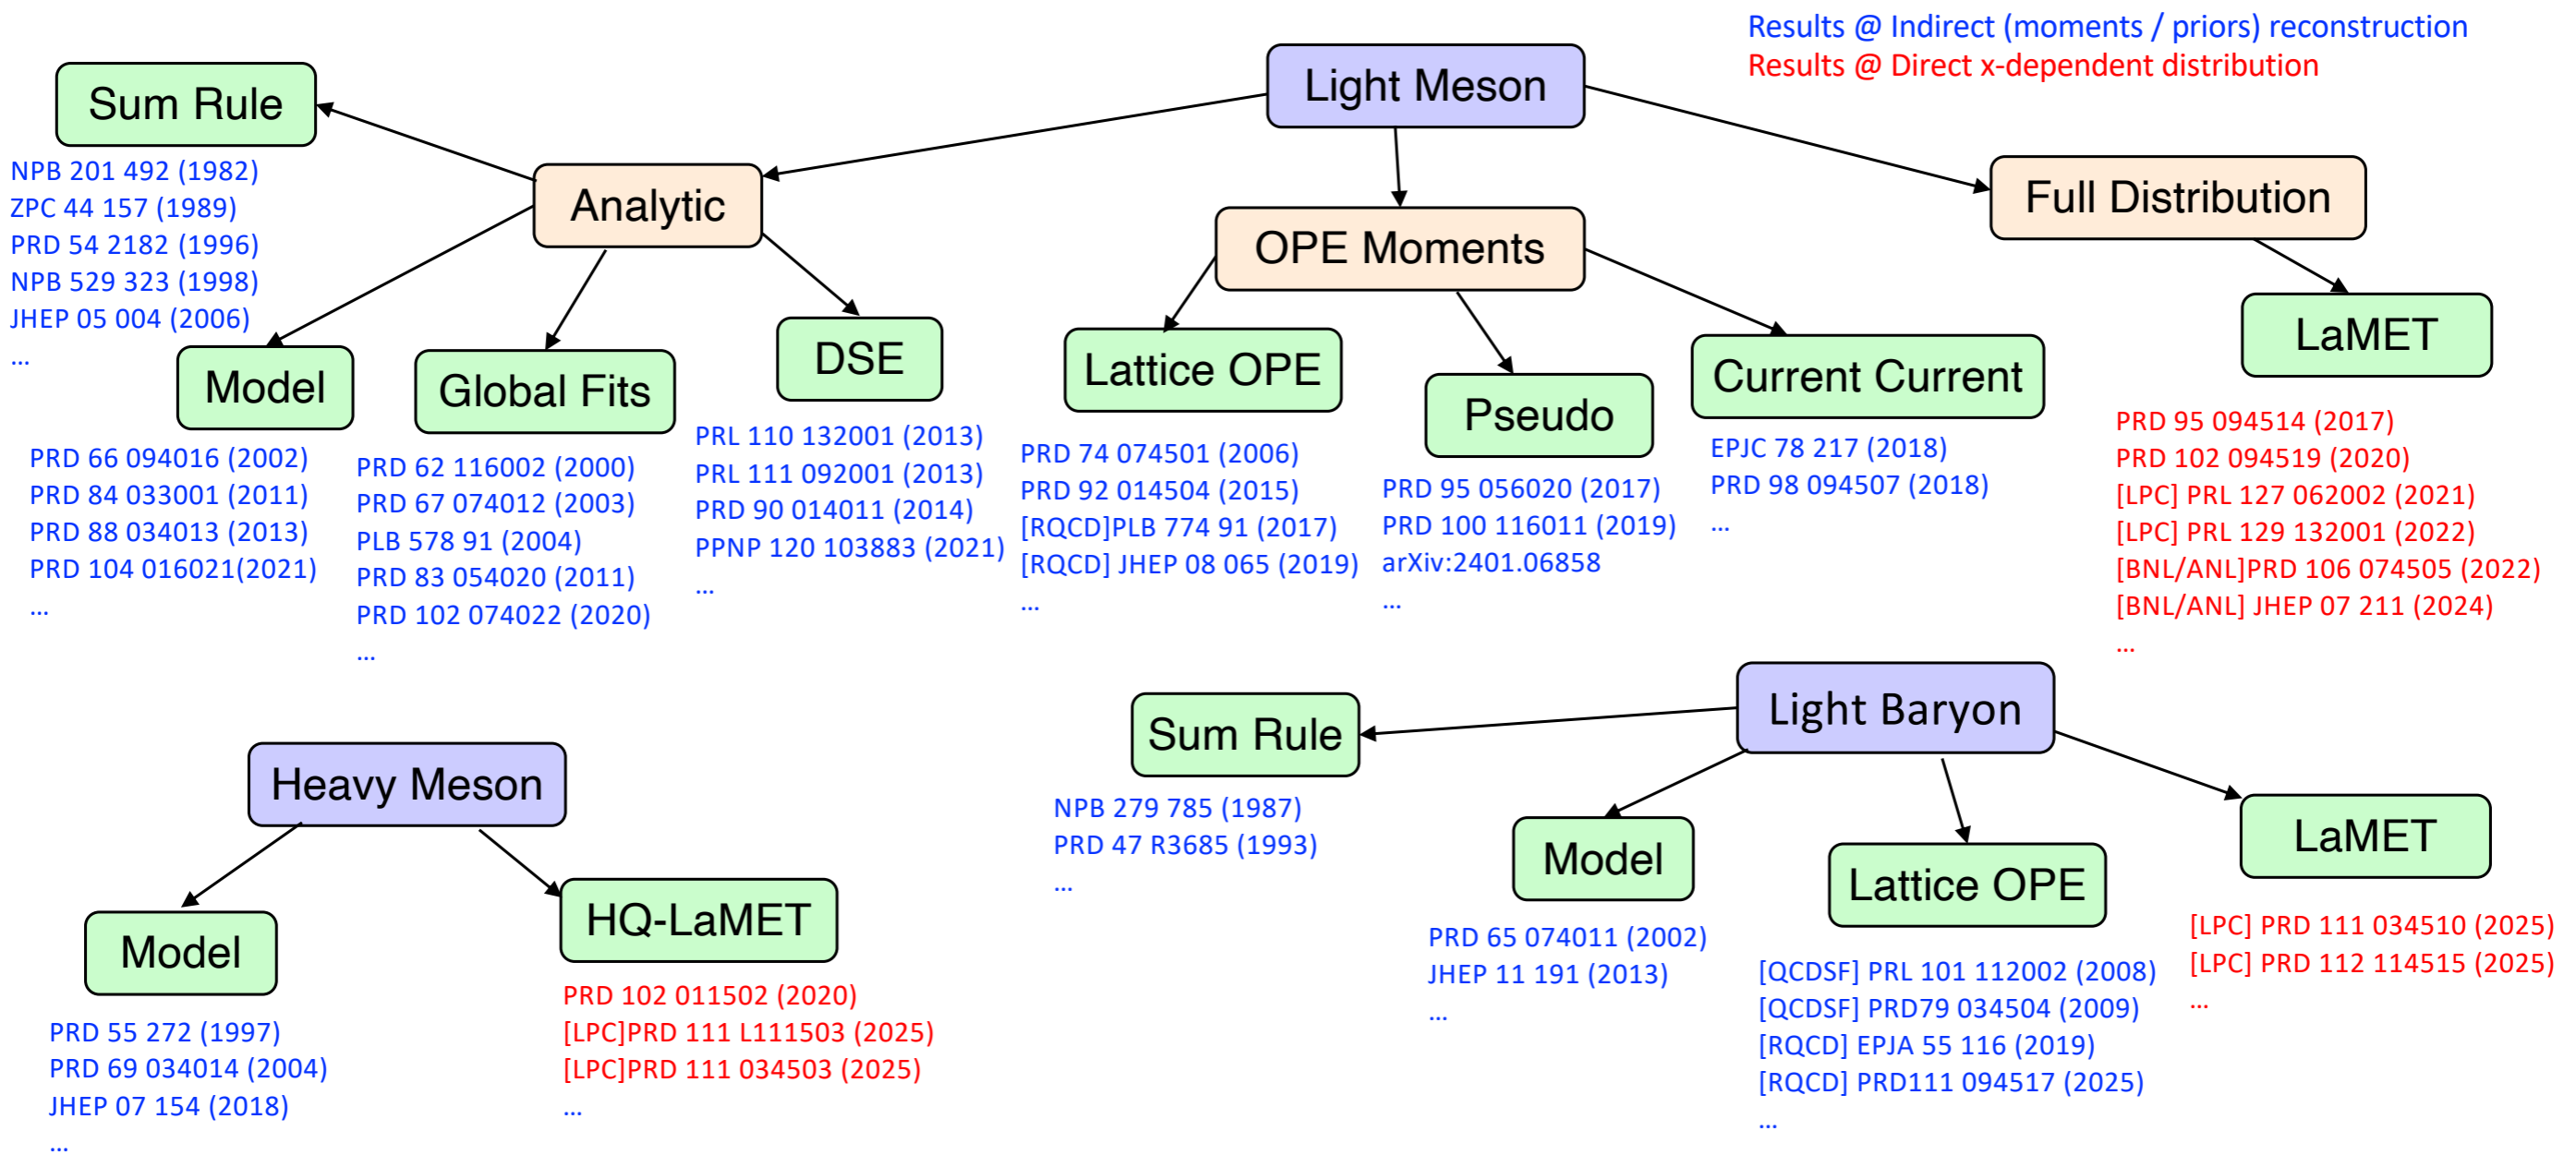 Results @ Indirect (moments / priors) reconstruction
Results @ Direct x-dependent distribution
Light Meson
Analytic
Sum Rule
NPB 201 492 (1982)
ZPC 44 157 (1989)
PRD 54 2182 (1996)
NPB 529 323 (1998)
JHEP 05 004 (2006)
...
Model
PRD 66 094016 (2002)
PRD 84 033001 (2011)
PRD 88 034013 (2013)
PRD 104 016021(2021)
...
Global Fits
PRD 62 116002 (2000)
PRD 67 074012 (2003)
PLB 578 91 (2004)
PRD 83 054020 (2011)
PRD 102 074022 (2020)
...
DSE
PRL 110 132001 (2013)
PRL 111 092001 (2013)
PRD 90 014011 (2014)
PPNP 120 103883 (2021)
...
OPE Moments
Lattice OPE
PRD 74 074501 (2006)
PRD 92 014504 (2015)
[RQCD]PLB 774 91 (2017)
[RQCD] JHEP 08 065 (2019)
...
Pseudo
PRD 95 056020 (2017)
PRD 100 116011 (2019)
arXiv:2401.06858
...
Current Current
EPJC 78 217 (2018)
PRD 98 094507 (2018)
...
Full Distribution
LaMET
PRD 95 094514 (2017)
PRD 102 094519 (2020)
[LPC] PRL 127 062002 (2021)
[LPC] PRL 129 132001 (2022)
[BNL/ANL]PRD 106 074505 (2022)
[BNL/ANL] JHEP 07 211 (2024)
...
Heavy Meson
Model
PRD 55 272 (1997)
PRD 69 034014 (2004)
JHEP 07 154 (2018)
...
HQ-LaMET
PRD 102 011502 (2020)
[LPC]PRD 111 L111503 (2025)
[LPC]PRD 111 034503 (2025)
...
Light Baryon
Sum Rule
NPB 279 785 (1987)
PRD 47 R3685 (1993)
...
Model
PRD 65 074011 (2002)
JHEP 11 191 (2013)
...
Lattice OPE
[QCDSF] PRL 101 112002 (2008)
[QCDSF] PRD79 034504 (2009)
[RQCD] EPJA 55 116 (2019)
[RQCD] PRD111 094517 (2025)
...
LaMET
[LPC] PRD 111 034510 (2025)
[LPC] PRD 112 114515 (2025)
...